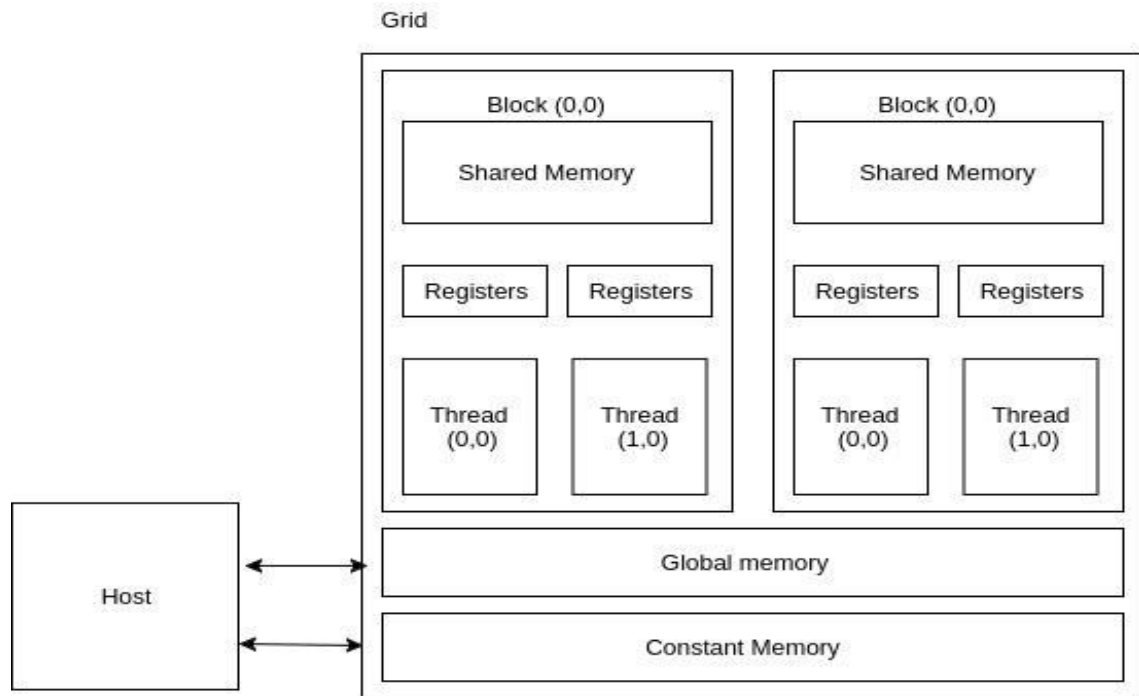 Grid
Block (0,0)
Shared Memory
Registers
Registers
Thread
(0,0)
Thread
(1,0)
Block (0,0)
Shared Memory
Registers
Registers
Thread
(0,0)
Thread
(1,0)
Global memory
Constant Memory
Host